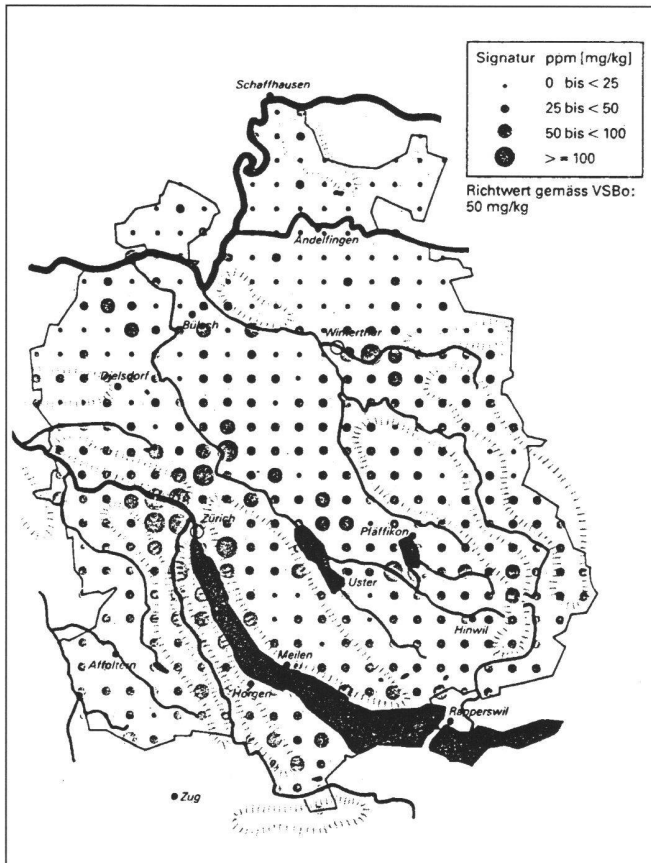 Signatur ppm [mg/kg]
0 bis < 25
25 bis < 50
50 bis < 100
> = 100
Richtwert gemäss VSBo:
50 mg/kg
Schaffhausen
Andelfingen
Bülach
Winterthur
Dielsdorf
Zürich
Pfäffikon
Uster
Hinwil
Meilen
Affoltern
Horgen
Rapperswil
Zug